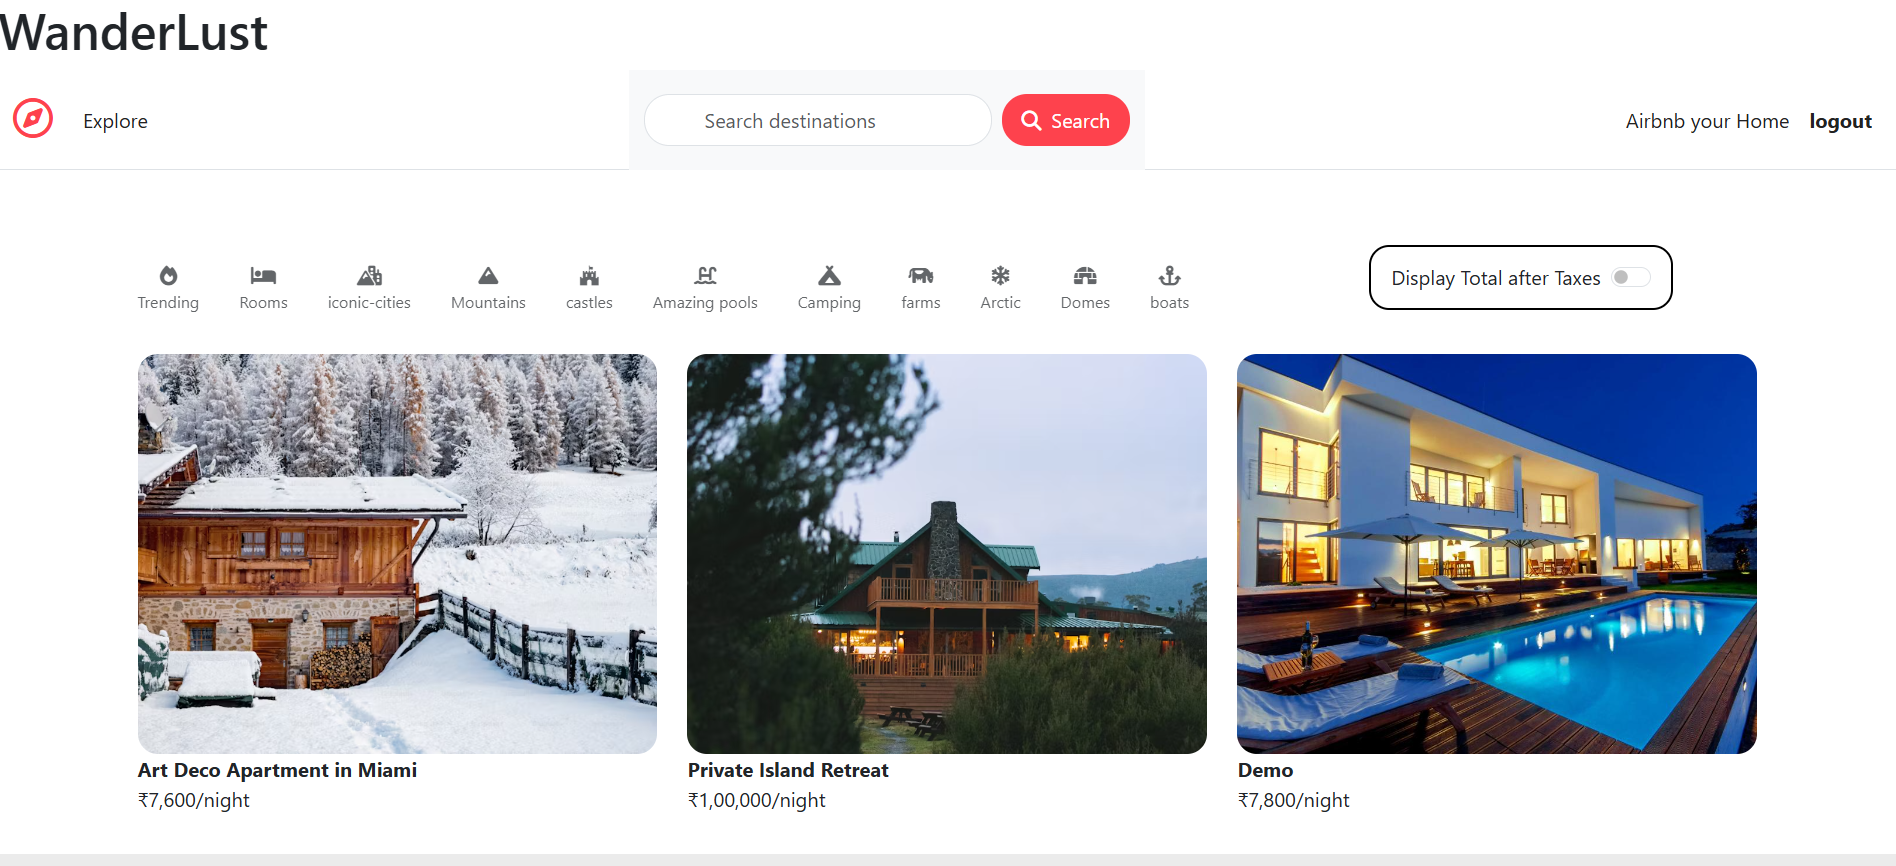 WanderLust
Explore
Search destinations
Search
Airbnb your Home
logout
Trending
Rooms
iconic-cities
Mountains
castles
Amazing pools
Camping
farms
Arctic
Domes
boats
Display Total after Taxes
Art Deco Apartment in Miami
₹7,600/night
Private Island Retreat
₹1,00,000/night
Demo
₹7,800/night